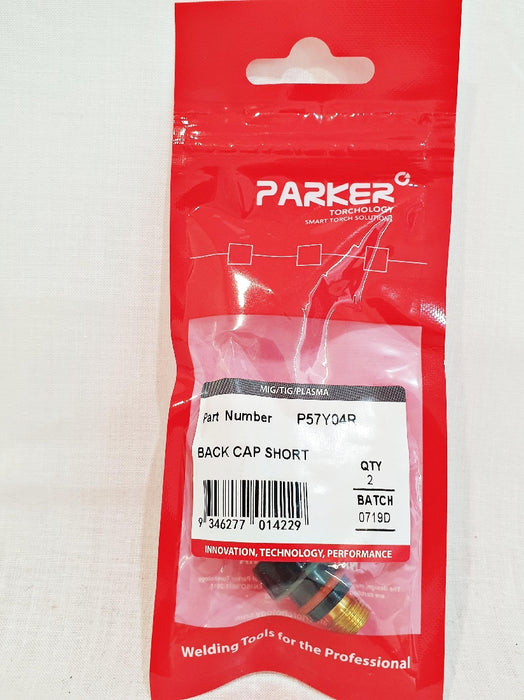 PARKER
TORCHOLOGY
SMART TORCH SOLUTIONS
MIG/TIG/PLASMA
Part Number P57Y04R
BACK CAP SHORT
QTY
2
BATCH
0719D
9 346277 014229
INNOVATION, TECHNOLOGY, PERFORMANCE
Welding Tools for the Professional